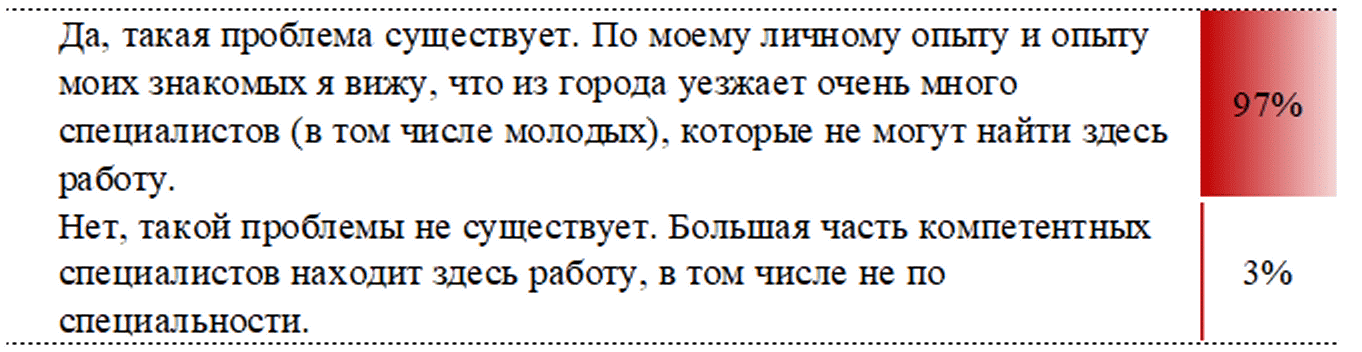 Да, такая проблема существует. По моему личному опыту и опыту
моих знакомых я вижу, что из города уезжает очень много
специалистов (в том числе молодых), которые не могут найти здесь
работу.
97%
Нет, такой проблемы не существует. Большая часть компетентных
специалистов находит здесь работу, в том числе не по
специальности.
3%